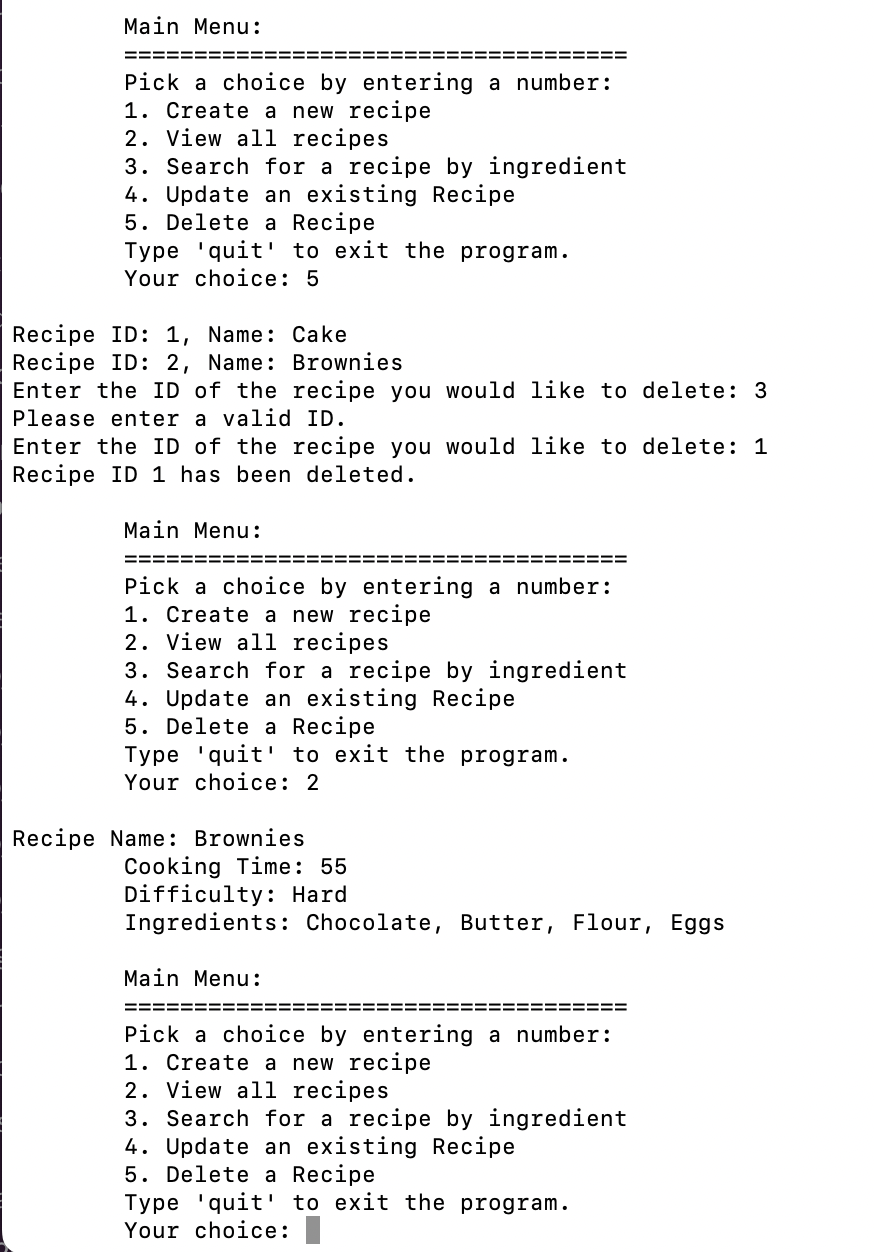 Main Menu:
====================================
Pick a choice by entering a number:
1. Create a new recipe
2. View all recipes
3. Search for a recipe by ingredient
4. Update an existing Recipe
5. Delete a Recipe
Type 'quit' to exit the program.
Your choice: 5
Recipe ID: 1, Name: Cake
Recipe ID: 2, Name: Brownies
Enter the ID of the recipe you would like to delete: 3
Please enter a valid ID.
Enter the ID of the recipe you would like to delete: 1
Recipe ID 1 has been deleted.
Main Menu:
====================================
Pick a choice by entering a number:
1. Create a new recipe
2. View all recipes
3. Search for a recipe by ingredient
4. Update an existing Recipe
5. Delete a Recipe
Type 'quit' to exit the program.
Your choice: 2
Recipe Name: Brownies
Cooking Time: 55
Difficulty: Hard
Ingredients: Chocolate, Butter, Flour, Eggs
Main Menu:
====================================
Pick a choice by entering a number:
1. Create a new recipe
2. View all recipes
3. Search for a recipe by ingredient
4. Update an existing Recipe
5. Delete a Recipe
Type 'quit' to exit the program.
Your choice: